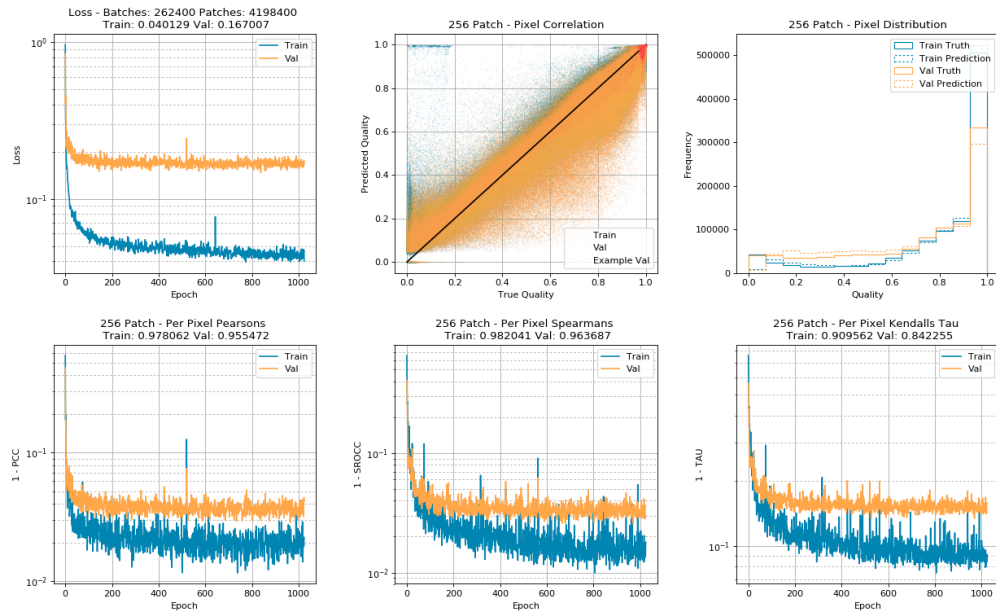 Loss - Batches: 262400 Patches: 4198400
Train: 0.040129 Val: 0.167007
10^0
10^-1
Loss
0
200
400
600
800
1000
Epoch
Train
Val
256 Patch - Pixel Correlation
1.0
0.8
0.6
0.4
0.2
0.0
Predicted Quality
0.0
0.2
0.4
0.6
0.8
1.0
True Quality
Train
Val
Example Val
256 Patch - Pixel Distribution
500000
400000
300000
200000
100000
0
Frequency
0.0
0.2
0.4
0.6
0.8
1.0
Quality
Train Truth
Train Prediction
Val Truth
Val Prediction
256 Patch - Per Pixel Pearsons
Train: 0.978062 Val: 0.955472
10^-1
10^-2
1 - PCC
0
200
400
600
800
1000
Epoch
Train
Val
256 Patch - Per Pixel Spearmans
Train: 0.982041 Val: 0.963687
10^-1
10^-2
1 - SROCC
0
200
400
600
800
1000
Epoch
Train
Val
256 Patch - Per Pixel Kendalls Tau
Train: 0.909562 Val: 0.842255
10^-1
1 - TAU
0
200
400
600
800
1000
Epoch
Train
Val